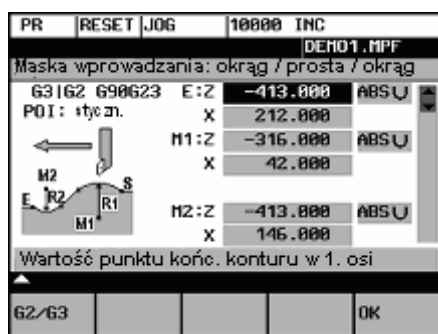 PR RESET JOG 10000 INC
DEMO1.MPF
Maska wprowadzania: okrąg / prosta / okrąg
G3|G2 G90G23 E:Z -413.000 ABS
POI: styczn. X 212.000
M1:Z -316.000 ABS
X 42.000
M2
E R2 S
R1
M1
M2:Z -413.000 ABS
X 146.000
Wartość punktu końc. konturu w 1. osi
G2/G3 OK